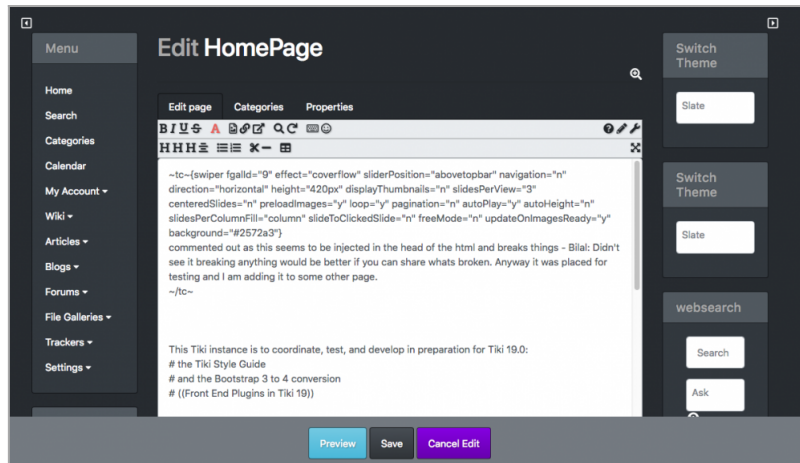 Menu
Home
Search
Categories
Calendar
My Account
Wiki
Articles
Blogs
Forums
File Galleries
Trackers
Settings
Edit HomePage
Edit page Categories Properties
B I U S A
H H H
~tc~{swiper fgalId="9" effect="coverflow" sliderPosition="abovetopbar" navigation="n"
direction="horizontal" height="420px" displayThumbnails="n" slidesPerView="3"
centeredSlides="n" preloadImages="y" loop="y" pagination="n" autoPlay="y" autoHeight="n"
slidesPerColumnFill="column" slideToClickedSlide="n" freeMode="n" updateOnImagesReady="y"
background="#2572a3"}
commented out as this seems to be injected in the head of the html and breaks things - Bilal: Didn't
see it breaking anything would be better if you can share whats broken. Anyway it was placed for
testing and I am adding it to some other page.
~/tc~
This Tiki instance is to coordinate, test, and develop in preparation for Tiki 19.0:
# the Tiki Style Guide
# and the Bootstrap 3 to 4 conversion
# ((Front End Plugins in Tiki 19))
Switch
Theme
Slate
Switch
Theme
Slate
websearch
Search
Ask
Preview Save Cancel Edit